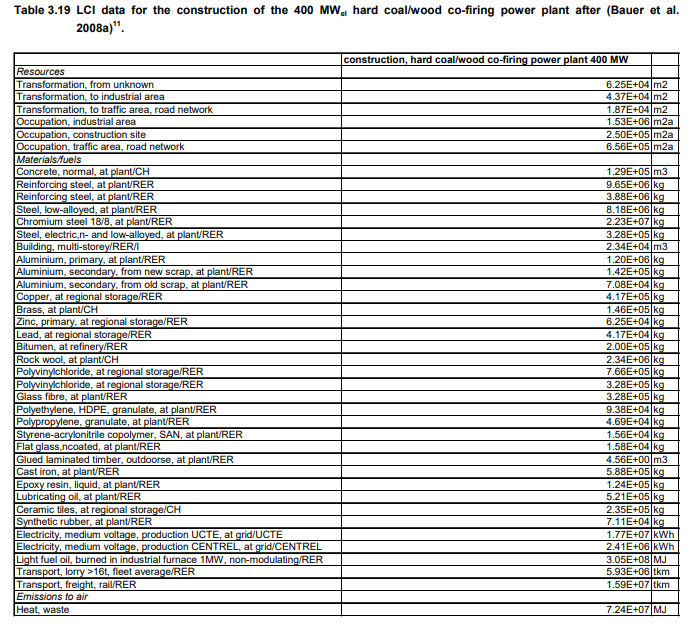 Table 3.19 LCI data for the construction of the 400 MWel hard coal/wood co-firing power plant after (Bauer et al.
2008a)11.
construction, hard coal/wood co-firing power plant 400 MW
Resources
Transformation, from unknown 6.25E+04 m2
Transformation, to industrial area 4.37E+04 m2
Transformation, to traffic area, road network 1.87E+04 m2
Occupation, industrial area 1.53E+06 m2a
Occupation, construction site 2.50E+05 m2a
Occupation, traffic area, road network 6.56E+05 m2a
Materials/fuels
Concrete, normal, at plant/CH 1.29E+05 m3
Reinforcing steel, at plant/RER 9.65E+06 kg
Reinforcing steel, at plant/RER 3.88E+06 kg
Steel, low-alloyed, at plant/RER 8.18E+06 kg
Chromium steel 18/8, at plant/RER 2.23E+07 kg
Steel, electric,n- and low-alloyed, at plant/RER 3.28E+05 kg
Building, multi-storey/RER/I 2.34E+04 m3
Aluminium, primary, at plant/RER 1.20E+06 kg
Aluminium, secondary, from new scrap, at plant/RER 1.42E+05 kg
Aluminium, secondary, from old scrap, at plant/RER 7.08E+04 kg
Copper, at regional storage/RER 4.17E+05 kg
Brass, at plant/CH 1.46E+05 kg
Zinc, primary, at regional storage/RER 6.25E+04 kg
Lead, at regional storage/RER 4.17E+04 kg
Bitumen, at refinery/RER 2.00E+05 kg
Rock wool, at plant/CH 2.34E+06 kg
Polyvinylchloride, at regional storage/RER 7.66E+05 kg
Polyvinylchloride, at regional storage/RER 3.28E+05 kg
Glass fibre, at plant/RER 3.28E+05 kg
Polyethylene, HDPE, granulate, at plant/RER 9.38E+04 kg
Polypropylene, granulate, at plant/RER 4.69E+04 kg
Styrene-acrylonitrile copolymer, SAN, at plant/RER 1.56E+04 kg
Flat glass,ncoated, at plant/RER 1.58E+04 kg
Glued laminated timber, outdoorse, at plant/RER 4.56E+00 m3
Cast iron, at plant/RER 5.88E+05 kg
Epoxy resin, liquid, at plant/RER 1.24E+05 kg
Lubricating oil, at plant/RER 5.21E+05 kg
Ceramic tiles, at regional storage/CH 2.35E+05 kg
Synthetic rubber, at plant/RER 7.11E+04 kg
Electricity, medium voltage, production UCTE, at grid/UCTE 1.77E+07 kWh
Electricity, medium voltage, production CENTREL, at grid/CENTREL 2.41E+06 kWh
Light fuel oil, burned in industrial furnace 1MW, non-modulating/RER 3.05E+08 MJ
Transport, lorry >16t, fleet average/RER 5.93E+06 tkm
Transport, freight, rail/RER 1.59E+07 tkm
Emissions to air
Heat, waste 7.24E+07 MJ